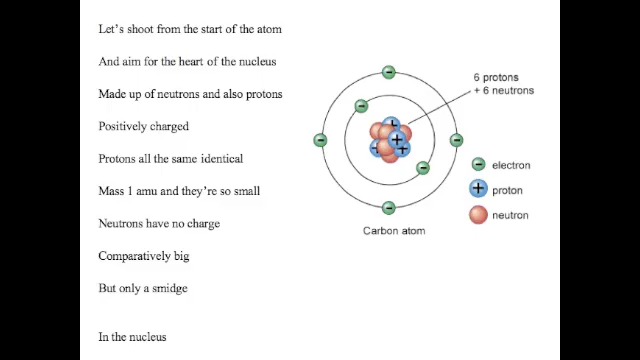 Let's shoot from the start of the atom
And aim for the heart of the nucleus
Made up of neutrons and also protons
Positively charged
Protons all the same identical
Mass 1 amu and they're so small
Neutrons have no charge
Comparatively big
But only a smidge
In the nucleus
6 protons
+ 6 neutrons
- electron
+ proton
neutron
Carbon atom